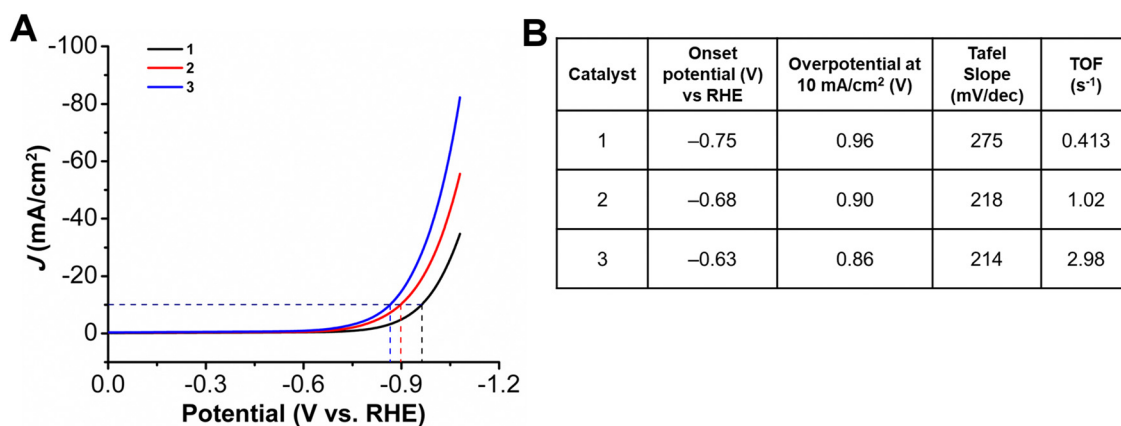 A
-100
-80
-60
-40
-20
0
J (mA/cm²)
1
2
3
0.0 -0.3 -0.6 -0.9 -1.2
Potential (V vs. RHE)
B
Catalyst
Onset
potential (V)
vs RHE
Overpotential at
10 mA/cm² (V)
Tafel
Slope
(mV/dec)
TOF
(s⁻¹)
1 –0.75 0.96 275 0.413
2 –0.68 0.90 218 1.02
3 –0.63 0.86 214 2.98